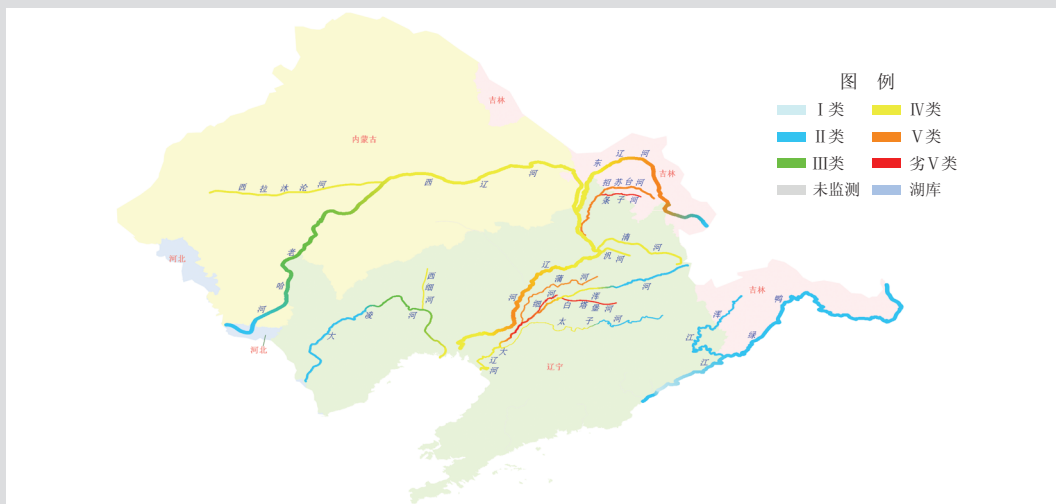 图 例
Ⅰ类
Ⅳ类
Ⅱ类
Ⅴ类
Ⅲ类
劣Ⅴ类
未监测
湖库
吉林
内蒙古
东辽河
吉林
招苏台河
条子河
西拉沐沦河
西辽河
清河
汎河
河北
老哈河
辽河
西细河
蒲河
浑河
细河
白塔堡河
太子河
大凌河
大辽河
河北
辽宁
吉林
鸭绿江
浑江